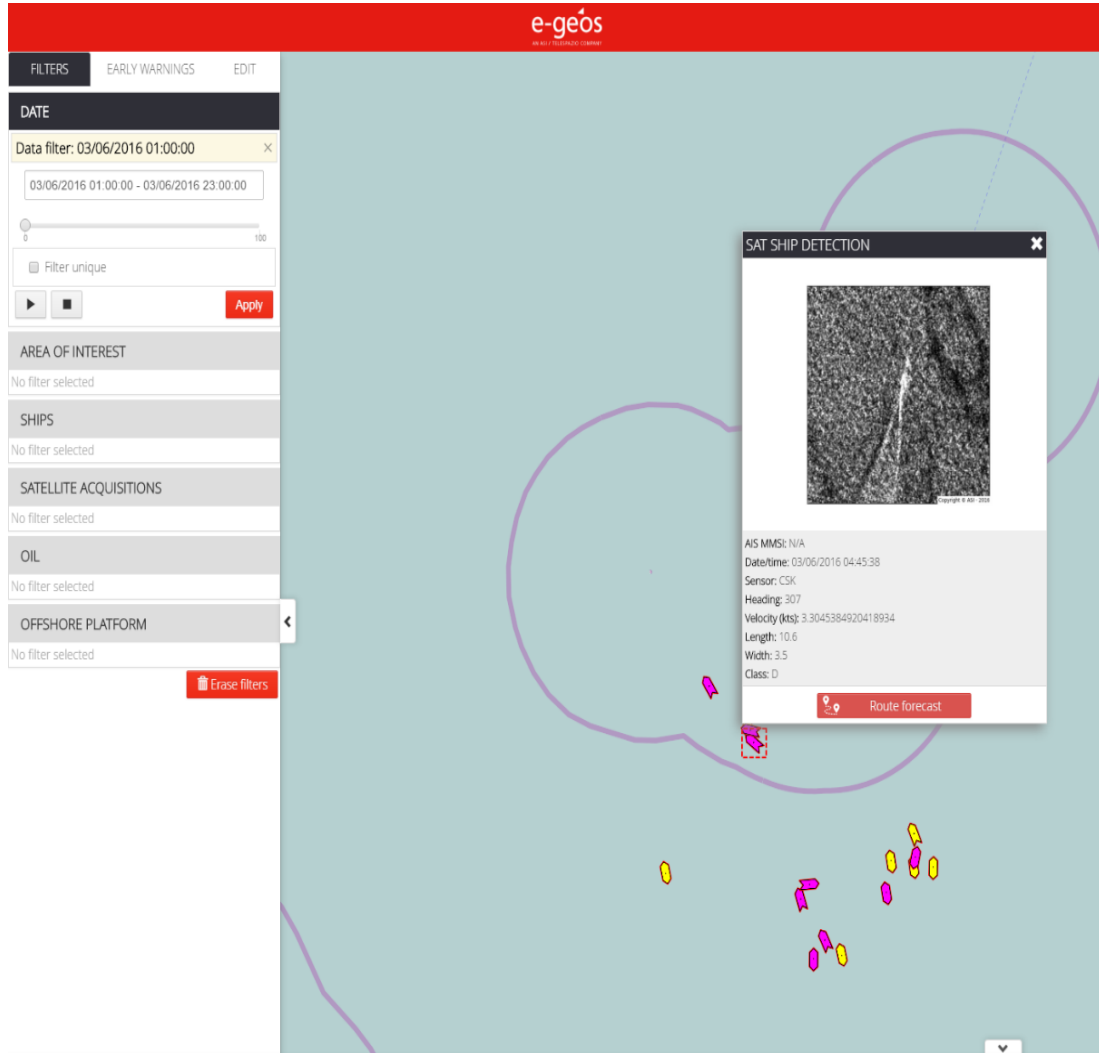 e-geos
AN ASI / TELESPAZIO COMPANY
FILTERS EARLY WARNINGS EDIT
DATE
Data filter: 03/06/2016 01:00:00 ×
03/06/2016 01:00:00 - 03/06/2016 23:00:00
0 100
Filter unique
Apply
AREA OF INTEREST
No filter selected
SHIPS
No filter selected
SATELLITE ACQUISITIONS
No filter selected
OIL
No filter selected
OFFSHORE PLATFORM
No filter selected
Erase filters
SAT SHIP DETECTION
Copyright © ASI - 2016
AIS MMSI: N/A
Date/time: 03/06/2016 04:45:38
Sensor: CSK
Heading: 307
Velocity (kts): 3.3045384920418934
Length: 10.6
Width: 3.5
Class: D
Route forecast